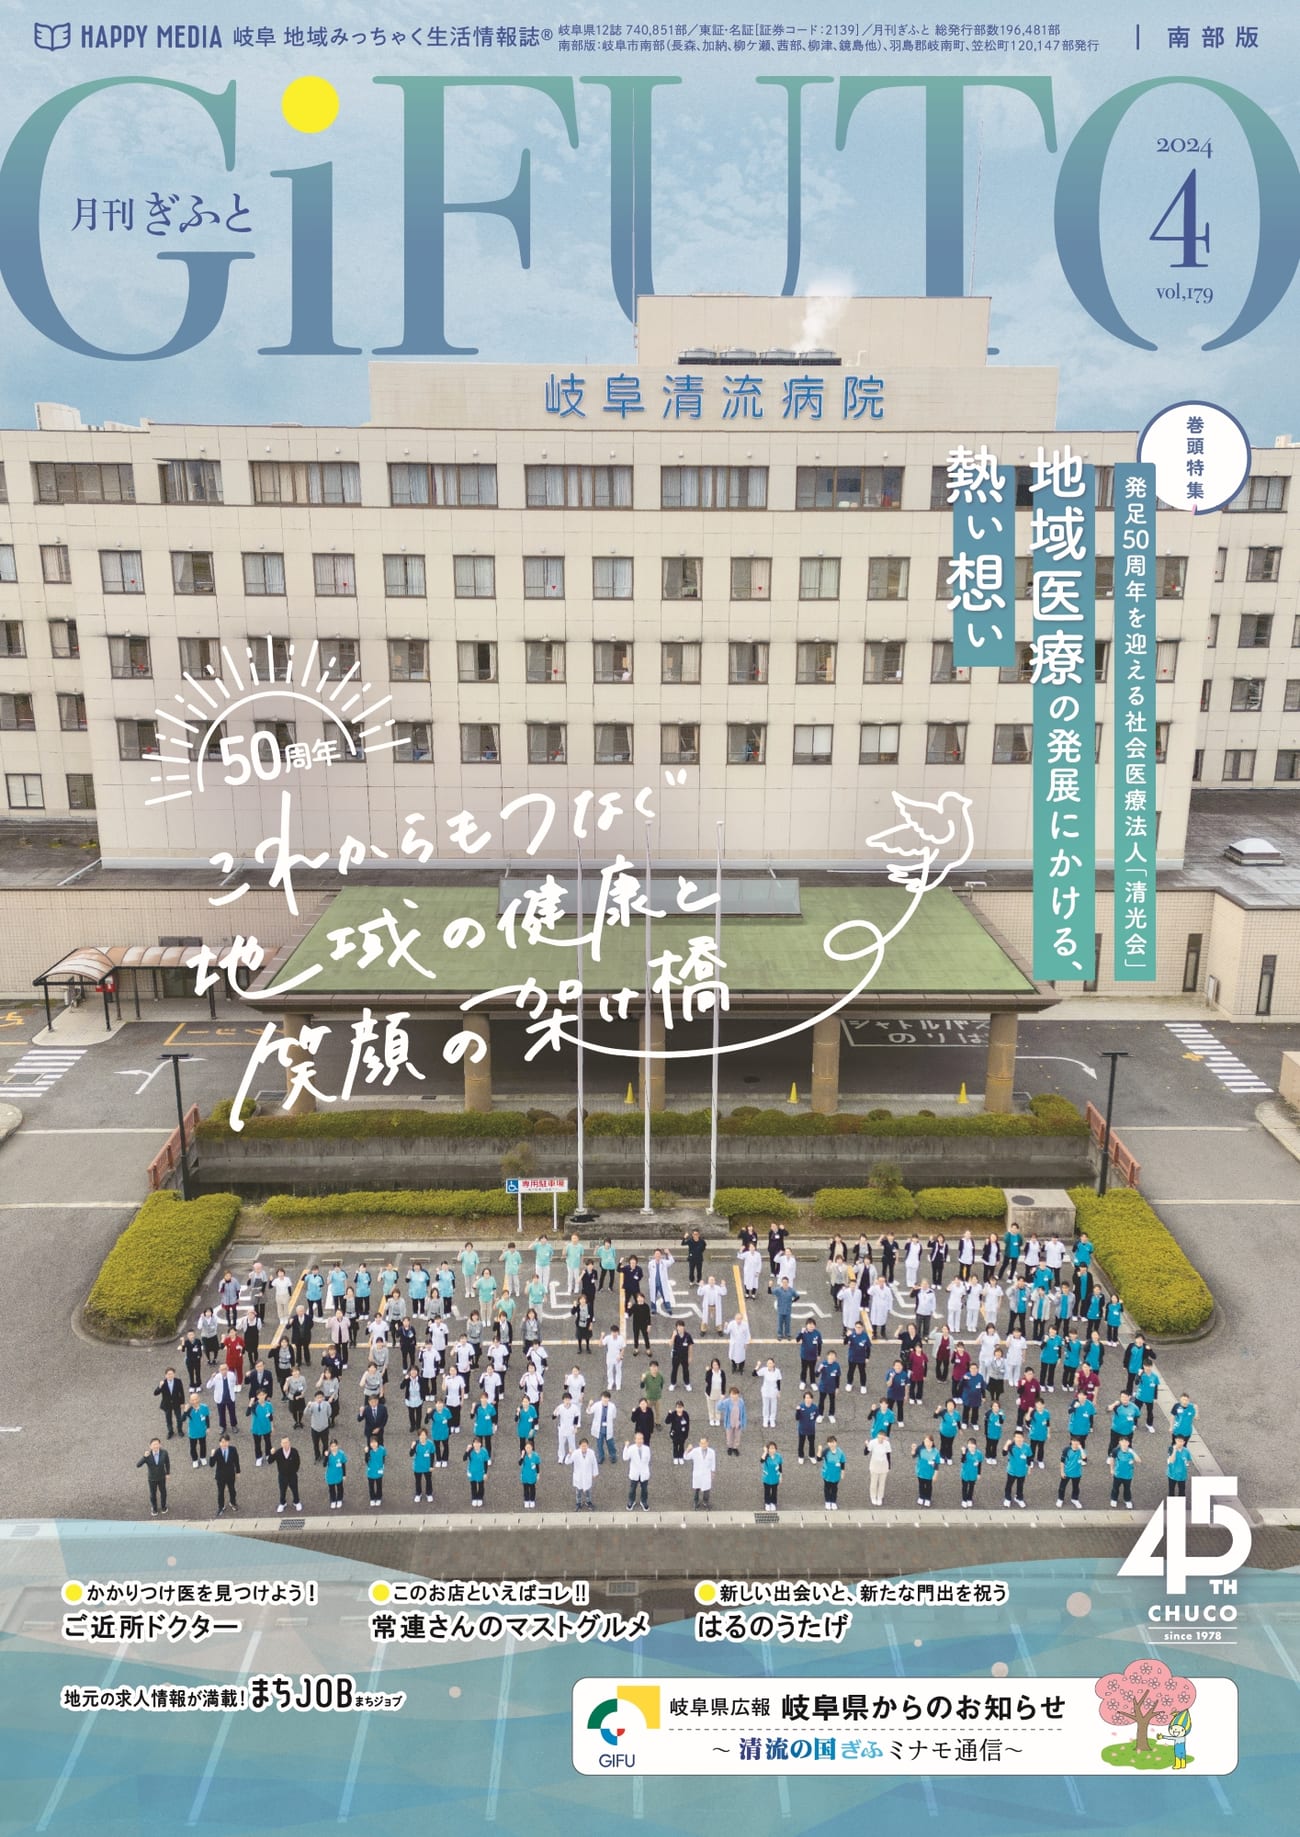 HAPPY MEDIA 岐阜 地域みっちゃく生活情報誌®
岐阜県12誌 740,851部／東証・名証[証券コード:2139]／月刊ぎふと 総発行部数196,481部
南部版:岐阜市南部(長森、加納、柳ケ瀬、茜部、柳津、鏡島他)、羽島郡岐南町、笠松町120,147部発行
南部版
GiFUTO
月刊ぎふと
2024
4
vol,179
岐阜清流病院
巻頭特集
発足50周年を迎える社会医療法人「清光会」
地域医療の発展にかける、
熱い想い
50周年
これからもつなぐ
地域の健康と
笑顔の架け橋
シャトルバス
のりば
専用駐車場
45TH
CHUCO
since 1978
かかりつけ医を見つけよう!
ご近所ドクター
このお店といえばコレ!!
常連さんのマストグルメ
新しい出会いと、新たな門出を祝う
はるのうたげ
地元の求人情報が満載!まちJOBまちジョブ
GIFU
岐阜県広報 岐阜県からのお知らせ
～清流の国ぎふ ミナモ通信～